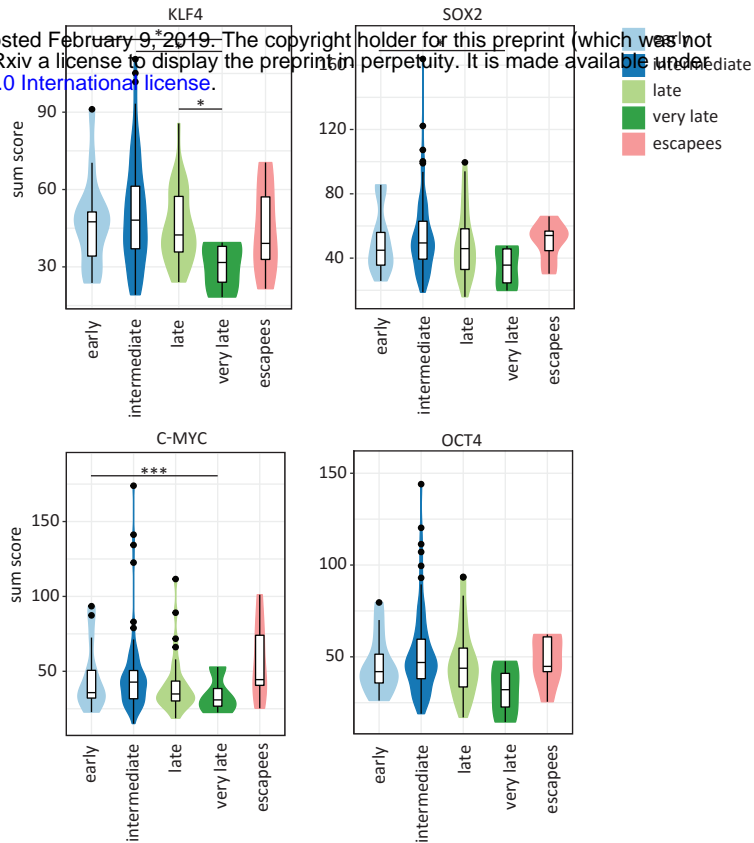 KLF4
SOX2
osted February 9, 2019. The copyright holder for this preprint (which was not
Rxiv a license to display the preprint in perpetuity. It is made available under
.0 International license.
early
intermediate
late
very late
escapees
*
*
*
*
sum score
90
60
30
160
120
80
40
early
intermediate
late
very late
escapees
early
intermediate
late
very late
escapees
C-MYC
OCT4
***
sum score
150
100
50
150
100
50
early
intermediate
late
very late
escapees
early
intermediate
late
very late
escapees